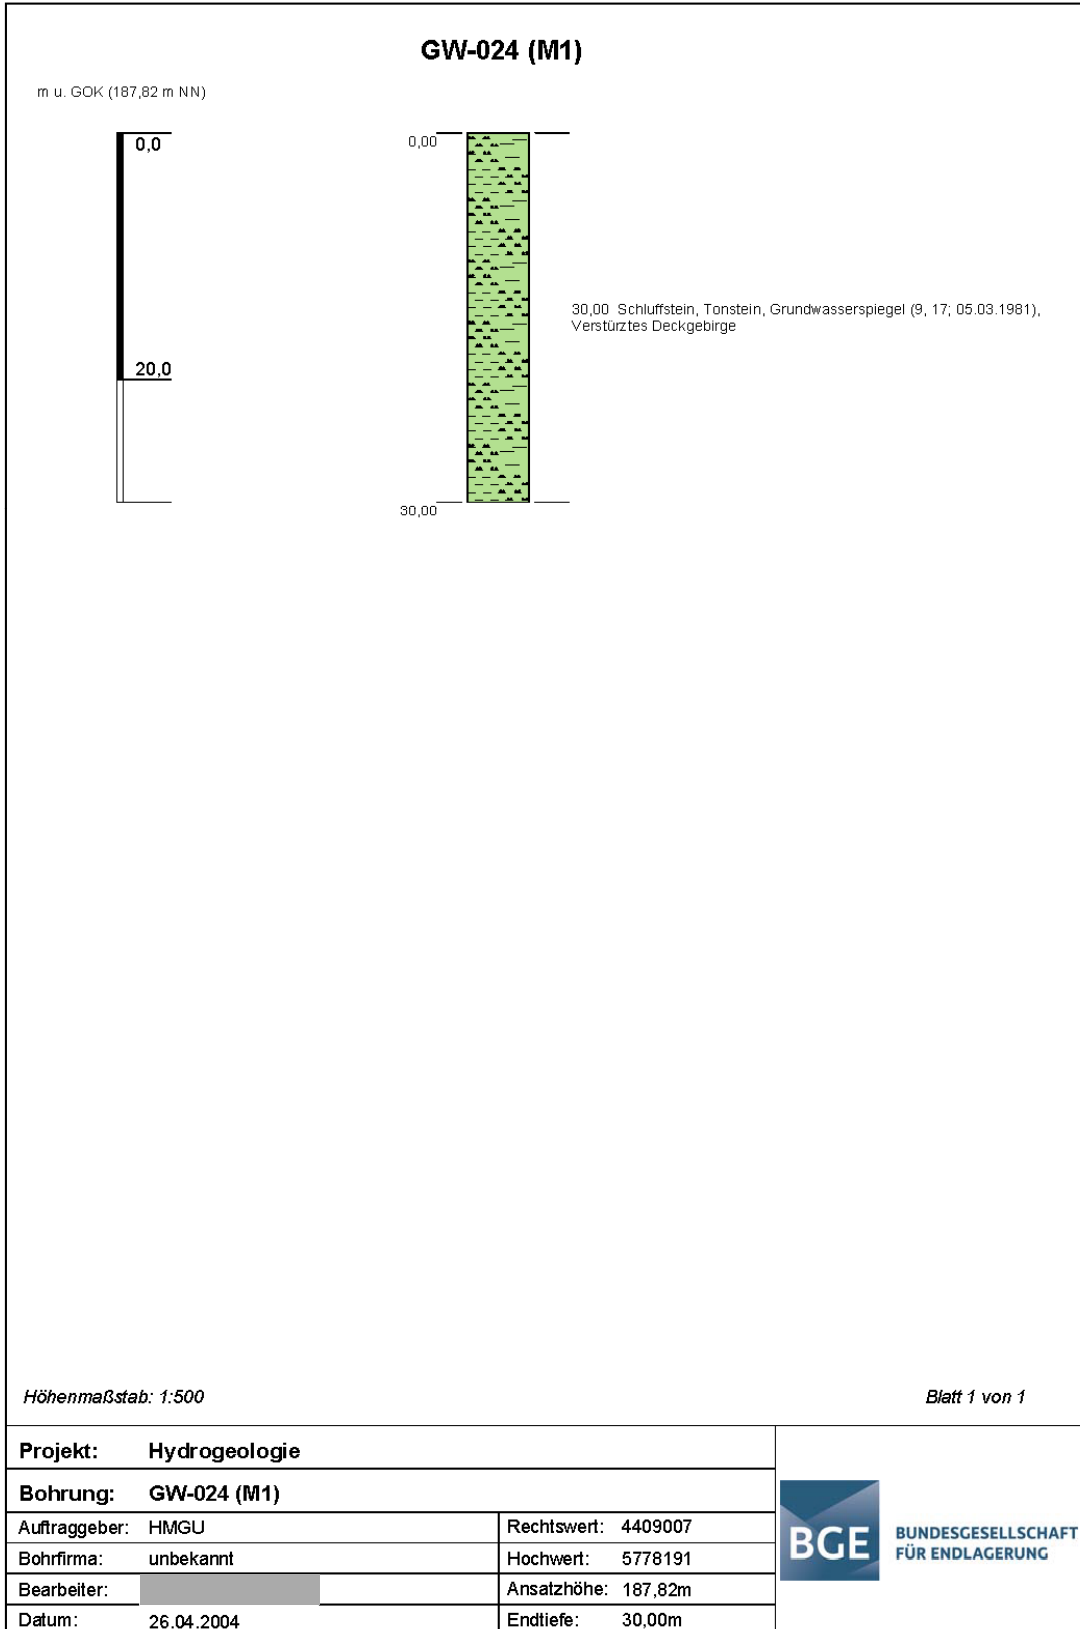 GW-024 (M1)
m u. GOK (187,82 m NN)
0,0
0,00
30,00 Schluffstein, Tonstein, Grundwasserspiegel (9, 17; 05.03.1981),
Verstürztes Deckgebirge
20,0
30,00
Höhenmaßstab: 1:500
Blatt 1 von 1
Projekt: Hydrogeologie
Bohrung: GW-024 (M1)
Auftraggeber: HMGU
Rechtswert: 4409007
Bohrfirma: unbekannt
Hochwert: 5778191
Bearbeiter:
Ansatzhöhe: 187,82m
Datum: 26.04.2004
Endtiefe: 30,00m
BGE
BUNDESGESELLSCHAFT
FÜR ENDLAGERUNG